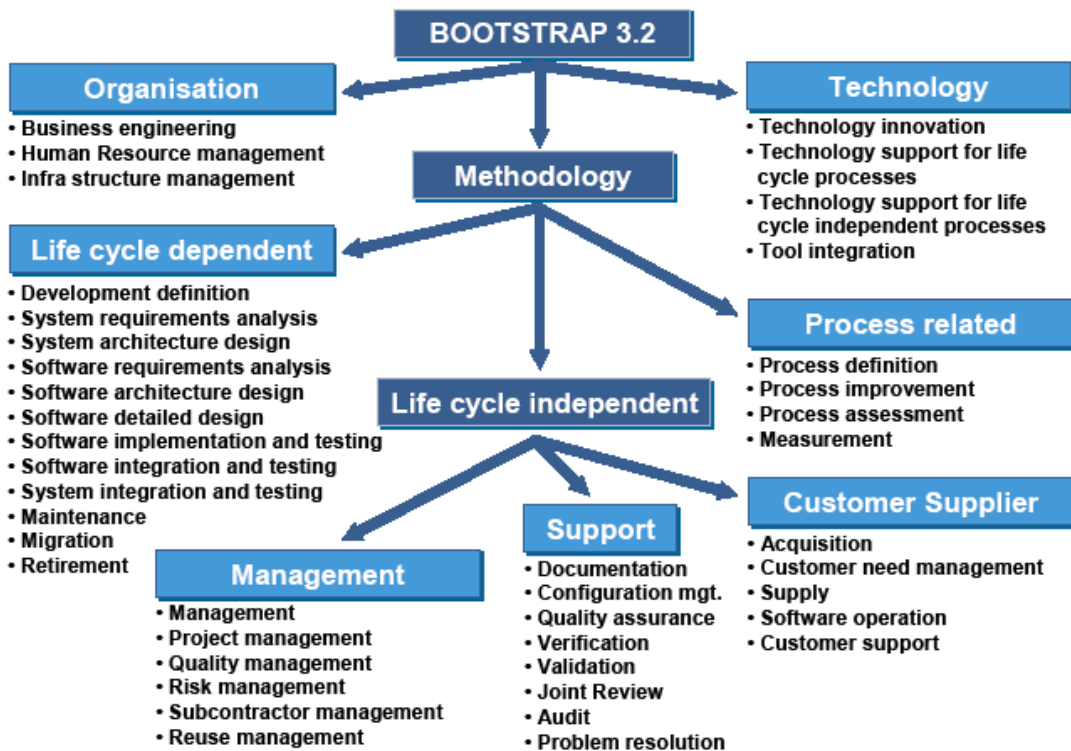 BOOTSTRAP 3.2
Organisation
• Business engineering
• Human Resource management
• Infra structure management
Technology
• Technology innovation
• Technology support for life
cycle processes
• Technology support for life
cycle independent processes
• Tool integration
Methodology
Life cycle dependent
• Development definition
• System requirements analysis
• System architecture design
• Software requirements analysis
• Software architecture design
• Software detailed design
• Software implementation and testing
• Software integration and testing
• System integration and testing
• Maintenance
• Migration
• Retirement
Process related
• Process definition
• Process improvement
• Process assessment
• Measurement
Life cycle independent
Management
• Management
• Project management
• Quality management
• Risk management
• Subcontractor management
• Reuse management
Support
• Documentation
• Configuration mgt.
• Quality assurance
• Verification
• Validation
• Joint Review
• Audit
• Problem resolution
Customer Supplier
• Acquisition
• Customer need management
• Supply
• Software operation
• Customer support